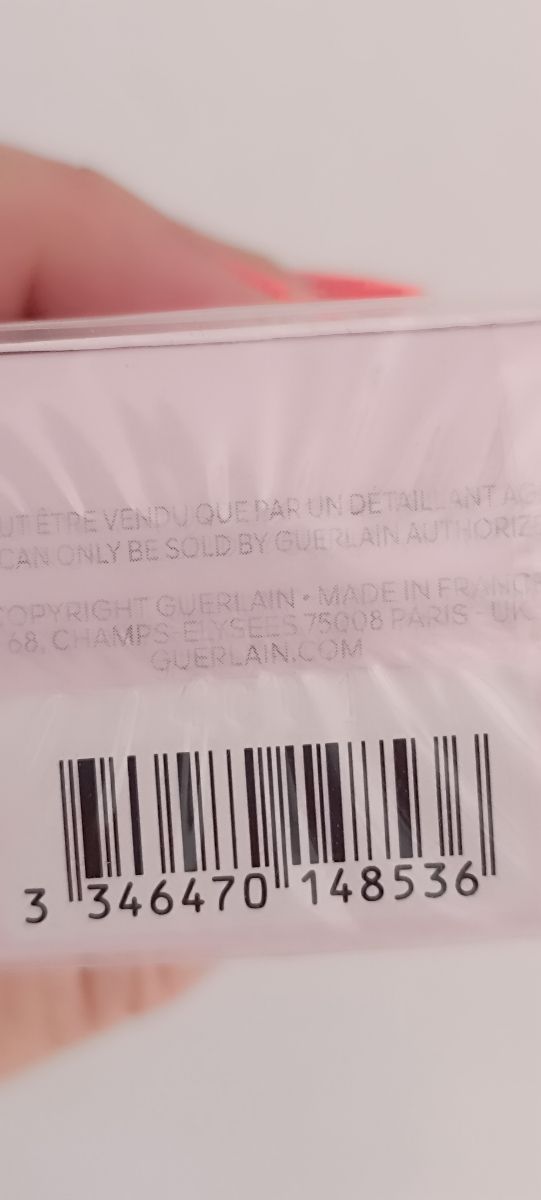 UT ÊTRE VENDU QUE PAR UN DÉTAILLANT AG
CAN ONLY BE SOLD BY GUERLAIN AUTHORIZ
COPYRIGHT GUERLAIN • MADE IN FRANCE
68, CHAMPS-ELYSEES 75008 PARIS - UK
GUERLAIN.COM
3 346470 148536